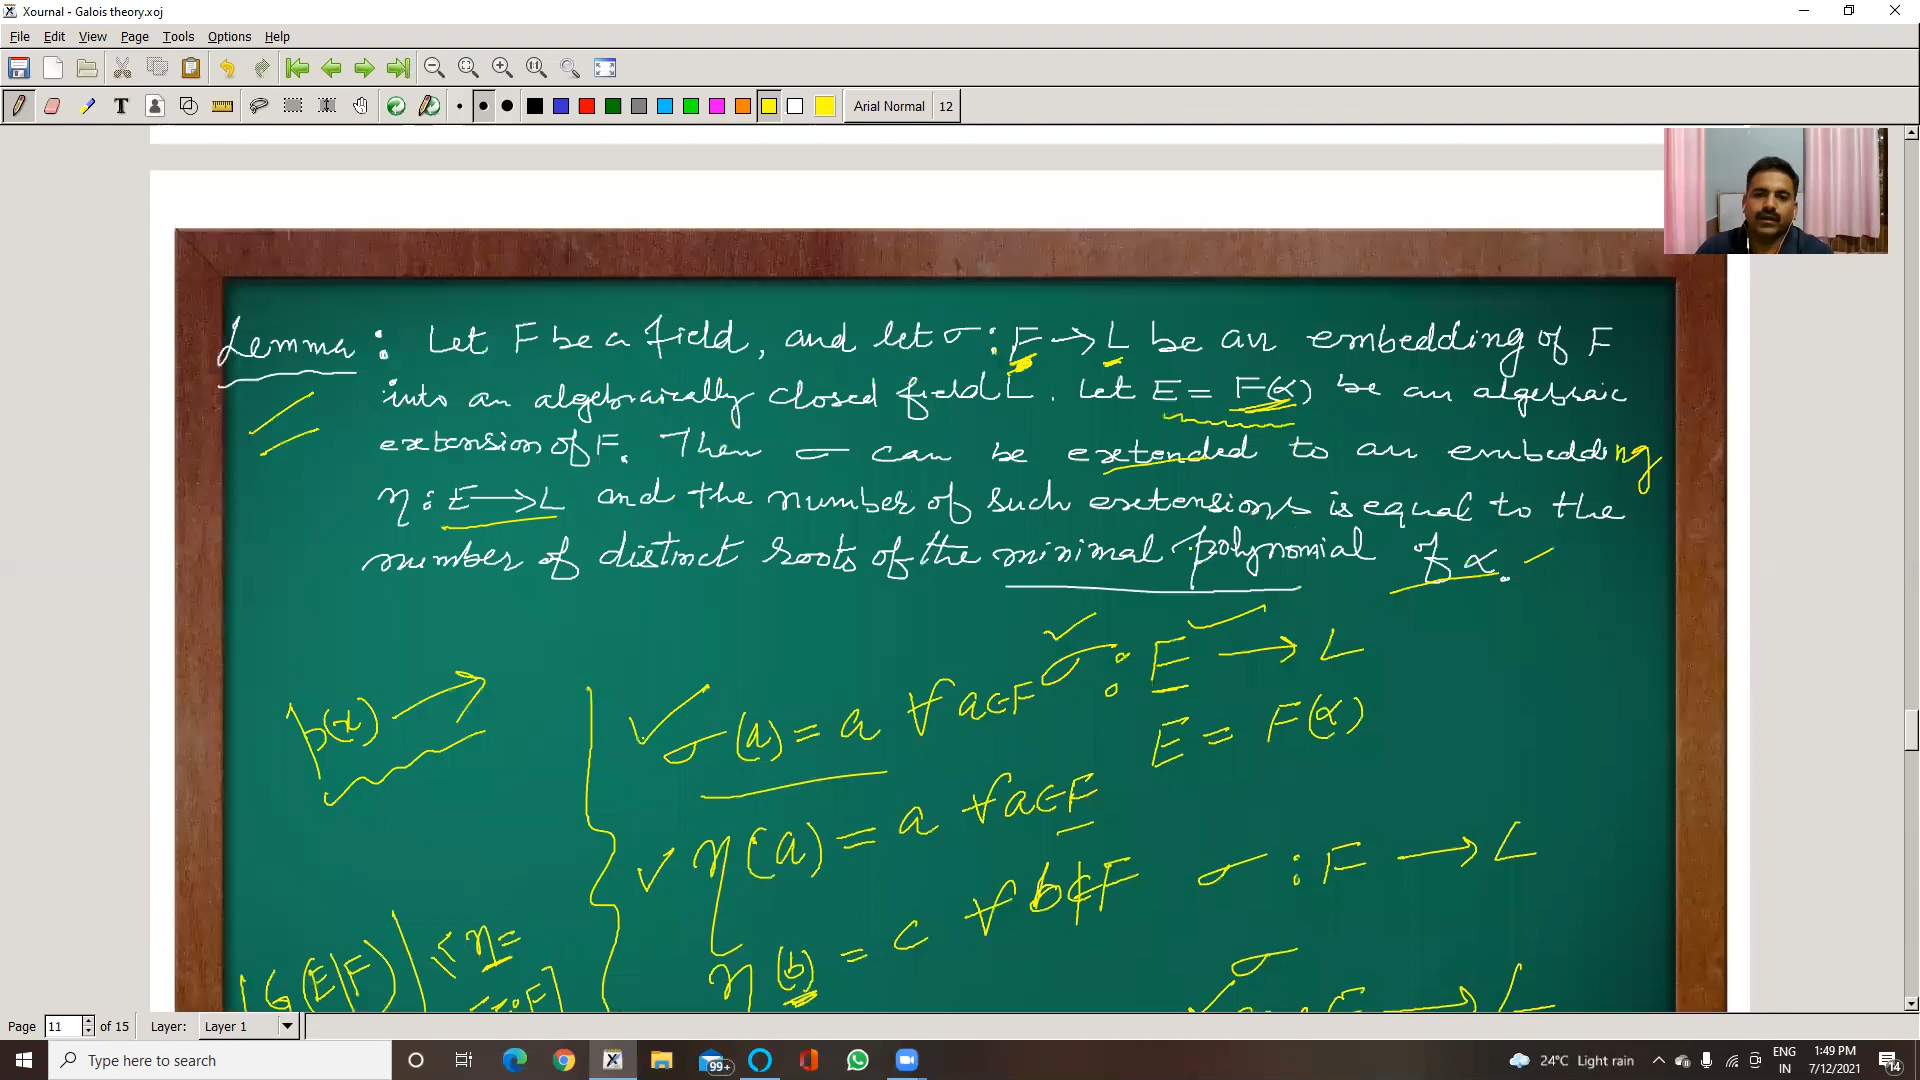 Xournal - Galois theory.xoj
File Edit View Page Tools Options Help
Arial Normal 12
Lemma : Let F be a field, and let σ : F → L be an embedding of F
into an algebraically closed field L. Let E = F(α) be an algebraic
extension of F. Then σ can be extended to an embedding
η : E → L and the number of such extensions is equal to the
number of distinct roots of the minimal polynomial of α.
σ : E → L
p(x)
σ(a) = a ∀ a∈F
E = F(α)
η(a) = a ∀ a∈F
σ : F → L
η(b) = c ∀ b∉F
|G(E|F)| ≤ η =
σ
→ L
Page 11 of 15 Layer: Layer 1
Type here to search
99+
24°C Light rain
ENG
IN
1:49 PM
7/12/2021
14